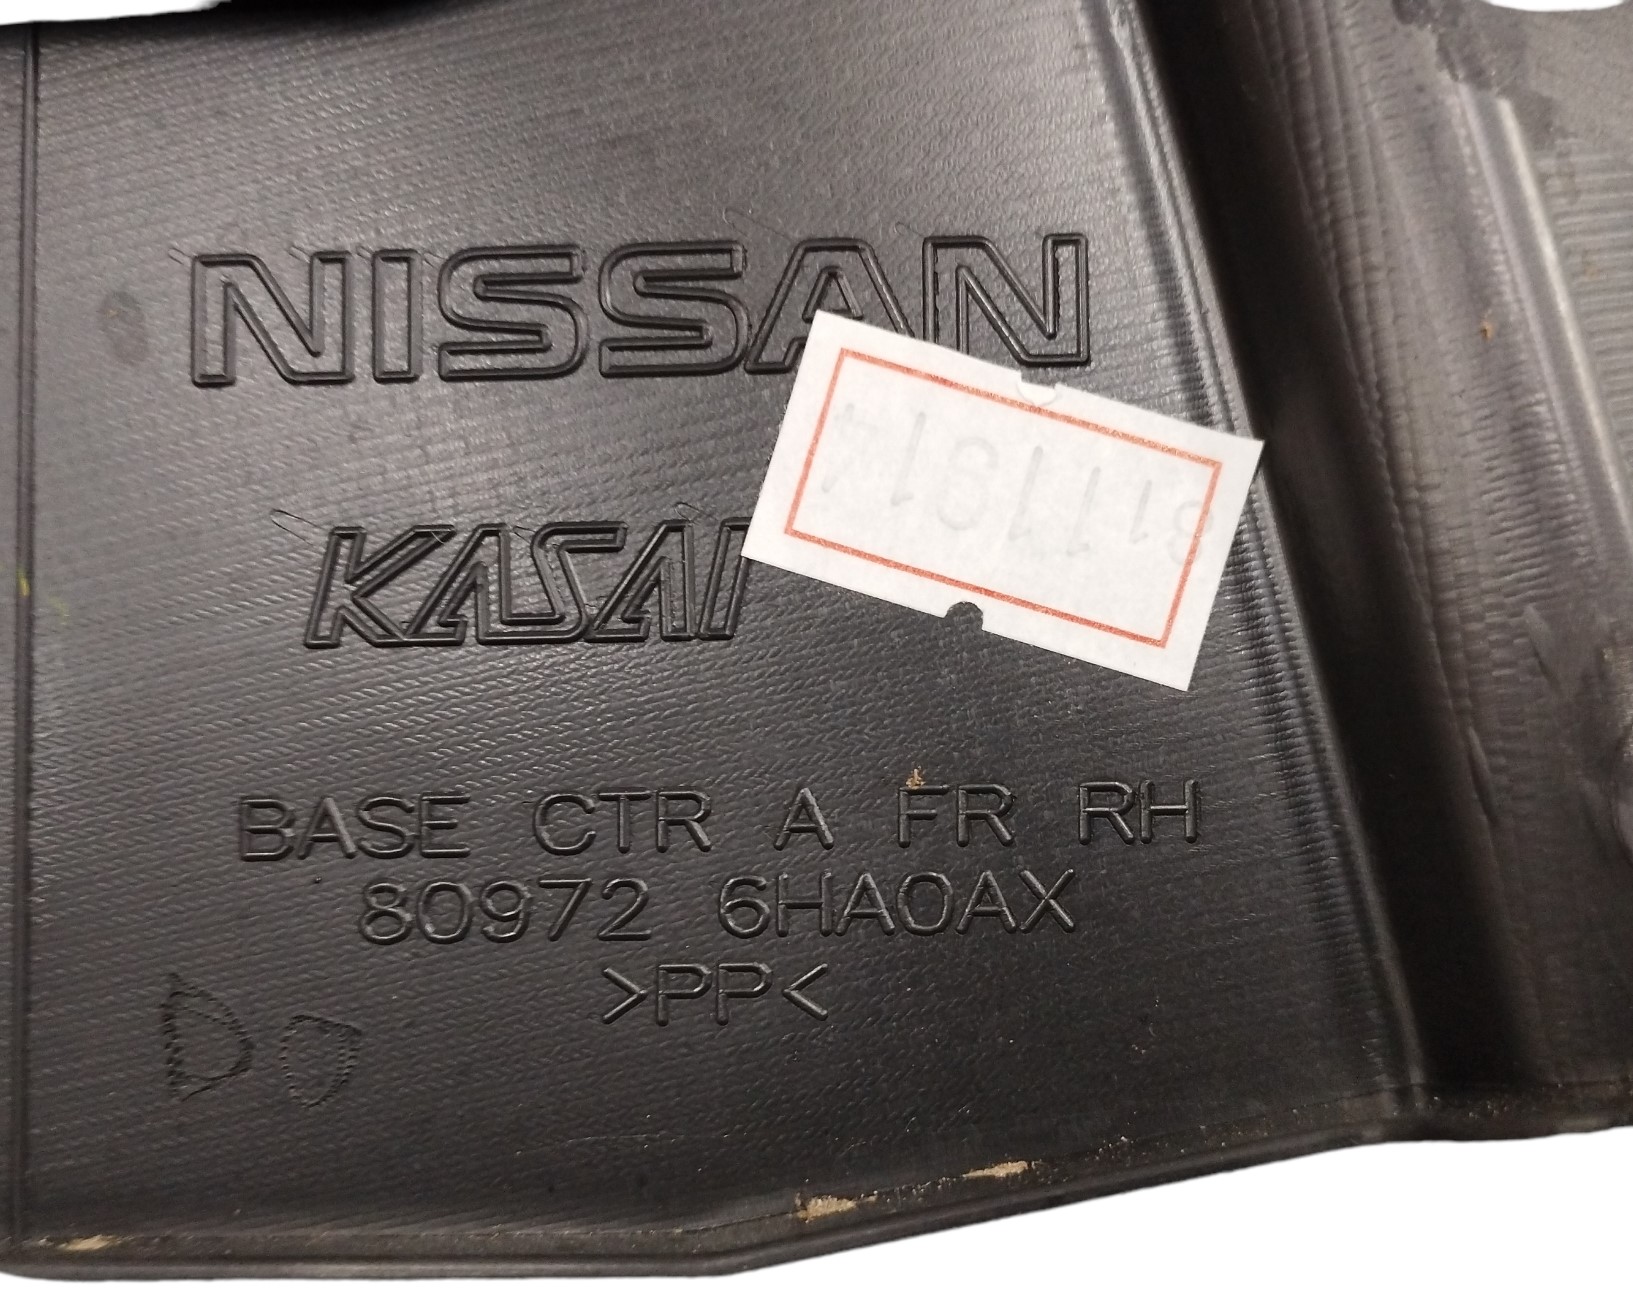 NISSAN
KASAI
BASE CTR A FR RH
80972 6HA0AX
>PP<